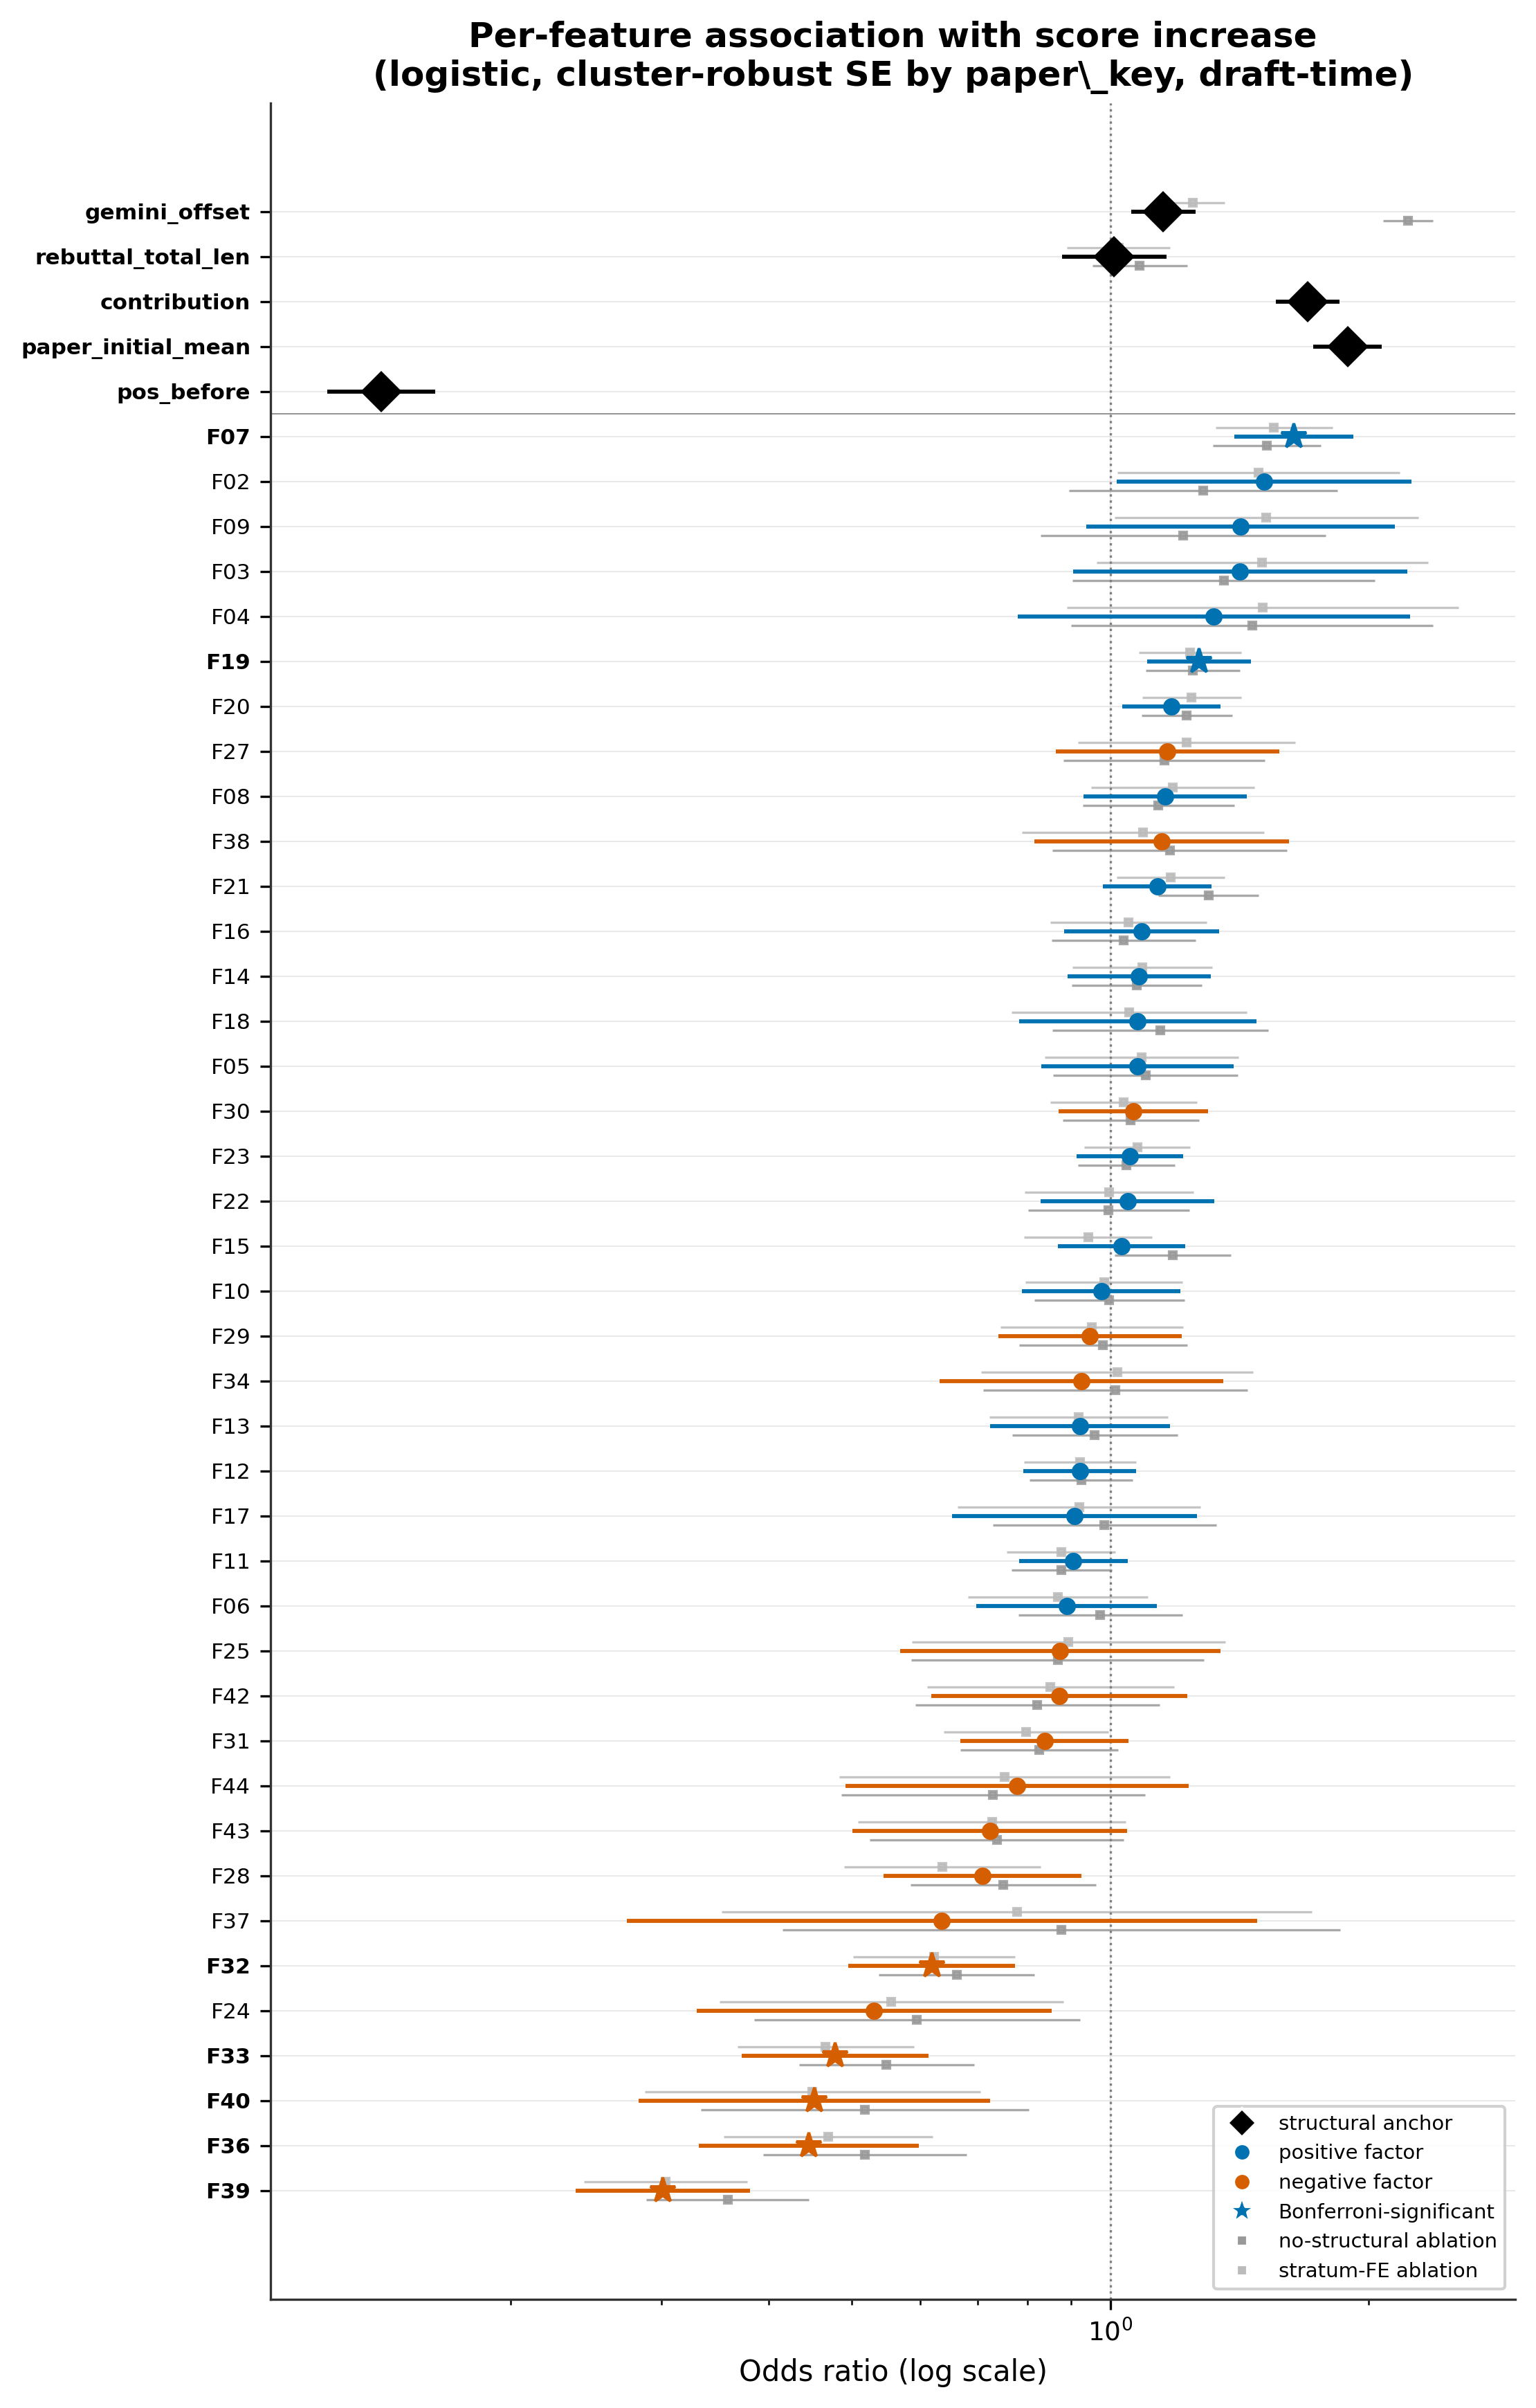 Per-feature association with score increase
(logistic, cluster-robust SE by paper\_key, draft-time)
gemini_offset
rebuttal_total_len
contribution
paper_initial_mean
pos_before
F07
F02
F09
F03
F04
F19
F20
F27
F08
F38
F21
F16
F14
F18
F05
F30
F23
F22
F15
F10
F29
F34
F13
F12
F17
F11
F06
F25
F42
F31
F44
F43
F28
F37
F32
F24
F33
F40
F36
F39
structural anchor
positive factor
negative factor
Bonferroni-significant
no-structural ablation
stratum-FE ablation
10⁰
Odds ratio (log scale)